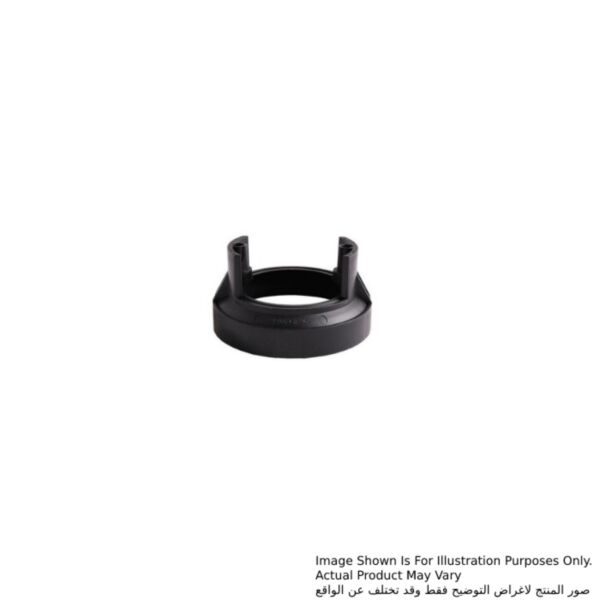 Image Shown Is For Illustration Purposes Only.
Actual Product May Vary
صور المنتج لاغراض التوضيح فقط وقد تختلف عن الواقع